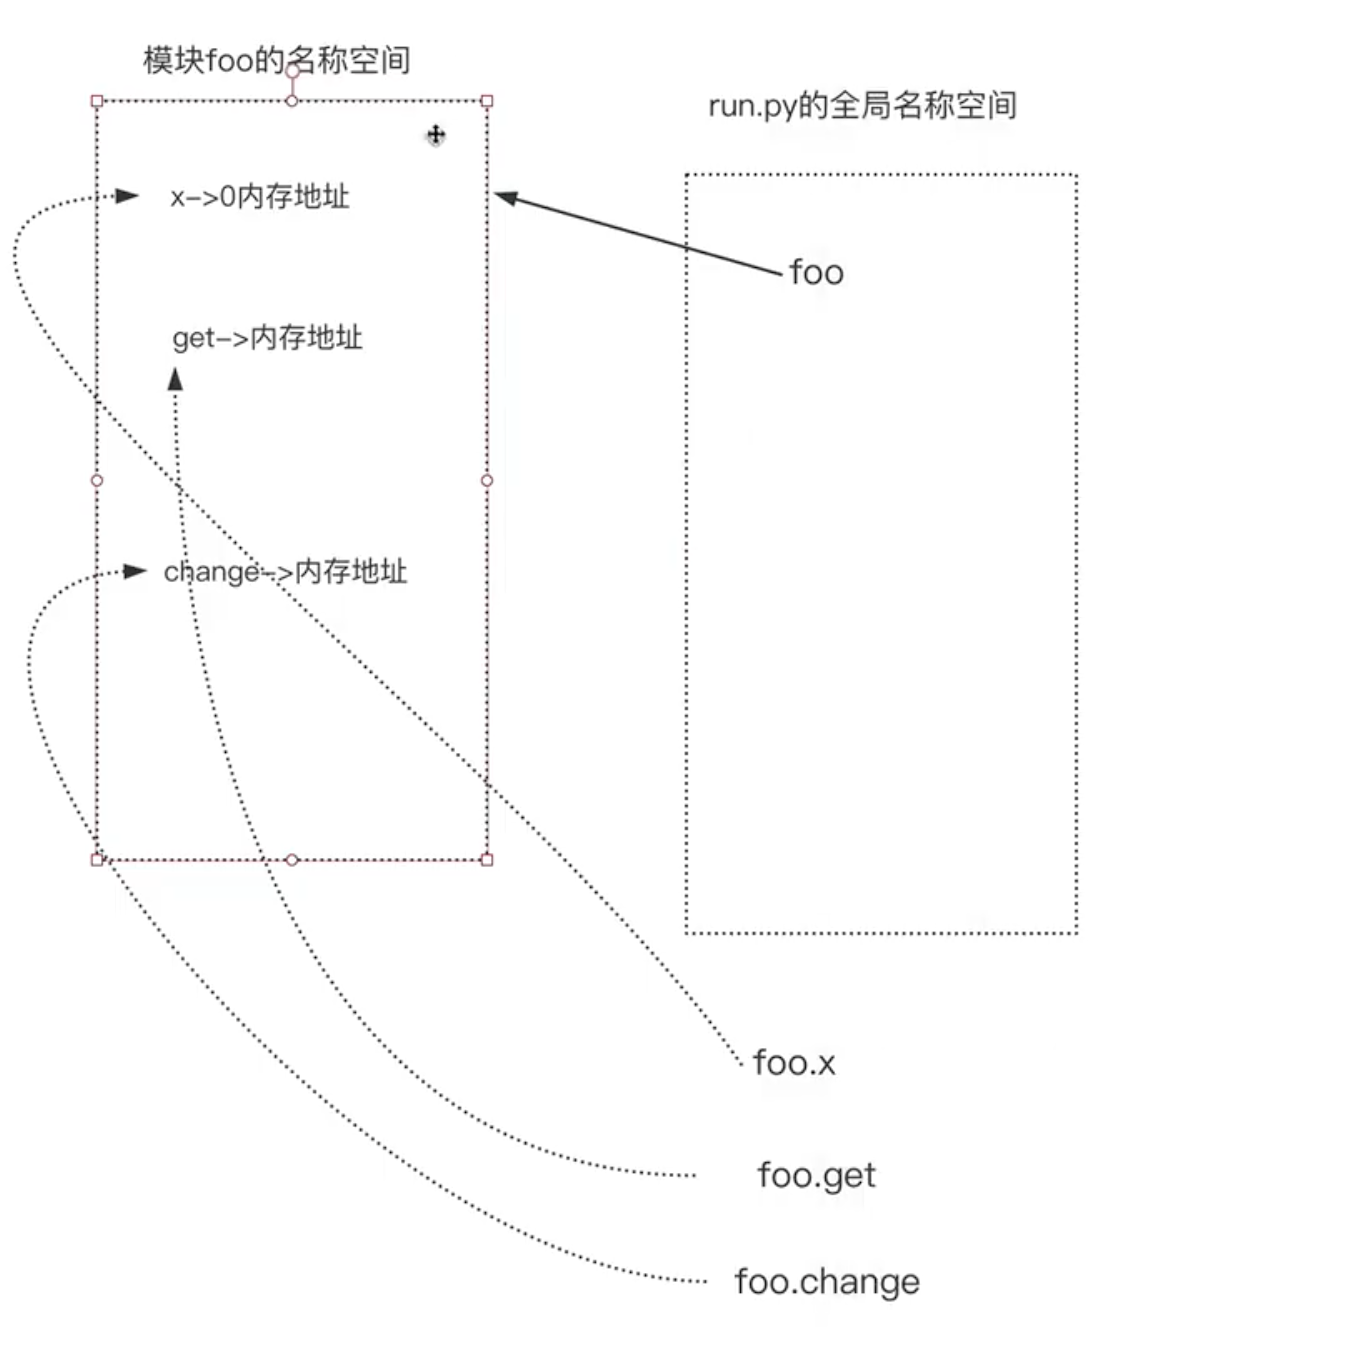 模块foo的名称空间
run.py的全局名称空间
x->0内存地址
foo
get->内存地址
change->内存地址
foo.x
foo.get
foo.change